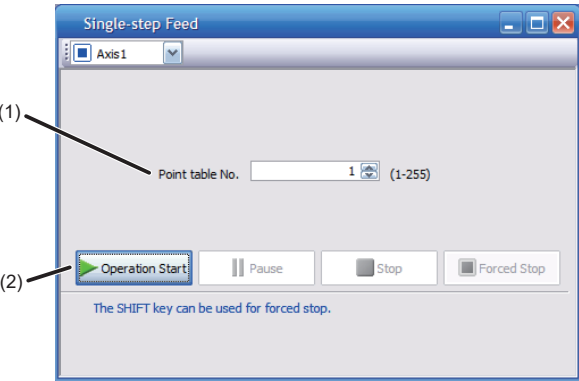 Single-step Feed
Axis1
(1)
Point table No. 1 (1-255)
Operation Start Pause Stop Forced Stop
(2)
The SHIFT key can be used for forced stop.